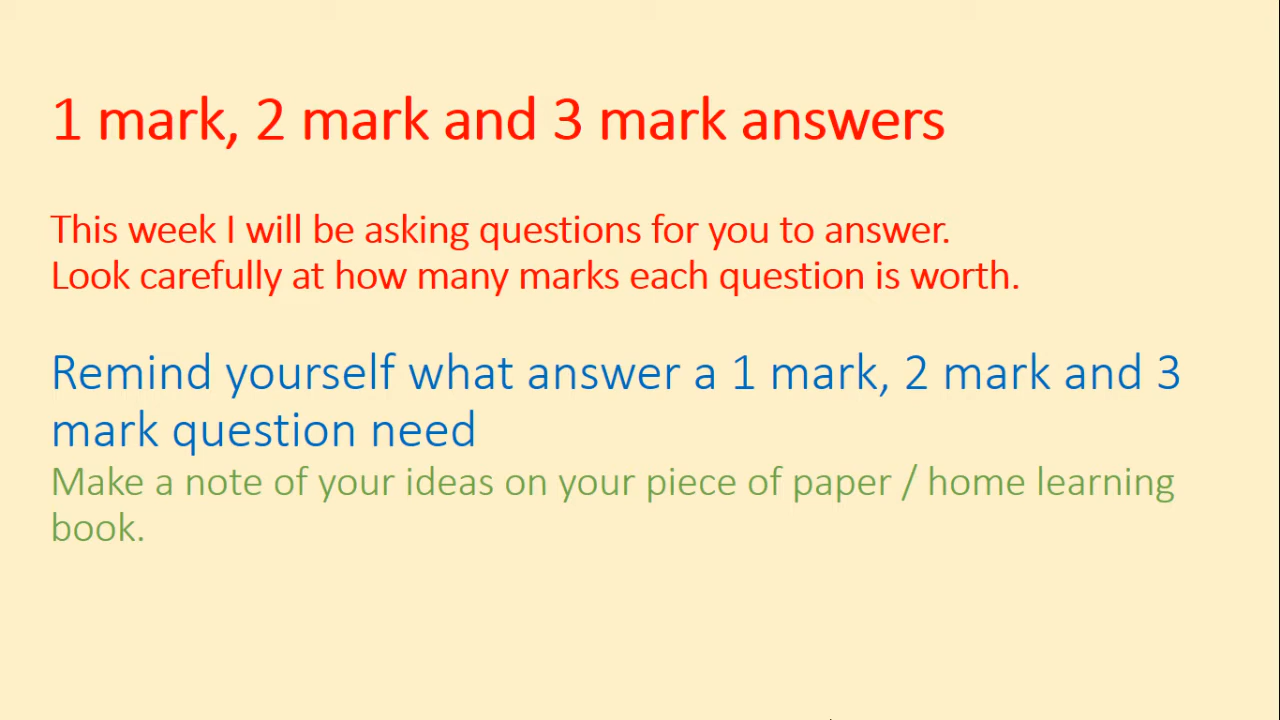 1 mark, 2 mark and 3 mark answers
This week I will be asking questions for you to answer.
Look carefully at how many marks each question is worth.
Remind yourself what answer a 1 mark, 2 mark and 3
mark question need
Make a note of your ideas on your piece of paper / home learning
book.